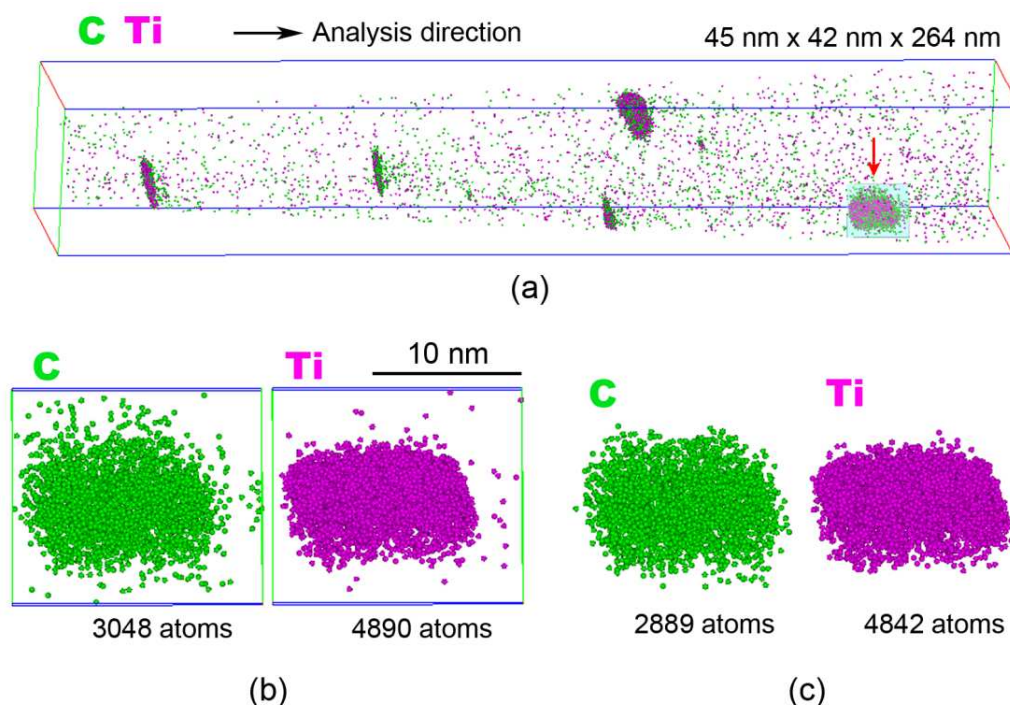 C Ti
Analysis direction
45 nm x 42 nm x 264 nm
(a)
C
Ti
10 nm
3048 atoms
4890 atoms
(b)
C
Ti
2889 atoms
4842 atoms
(c)